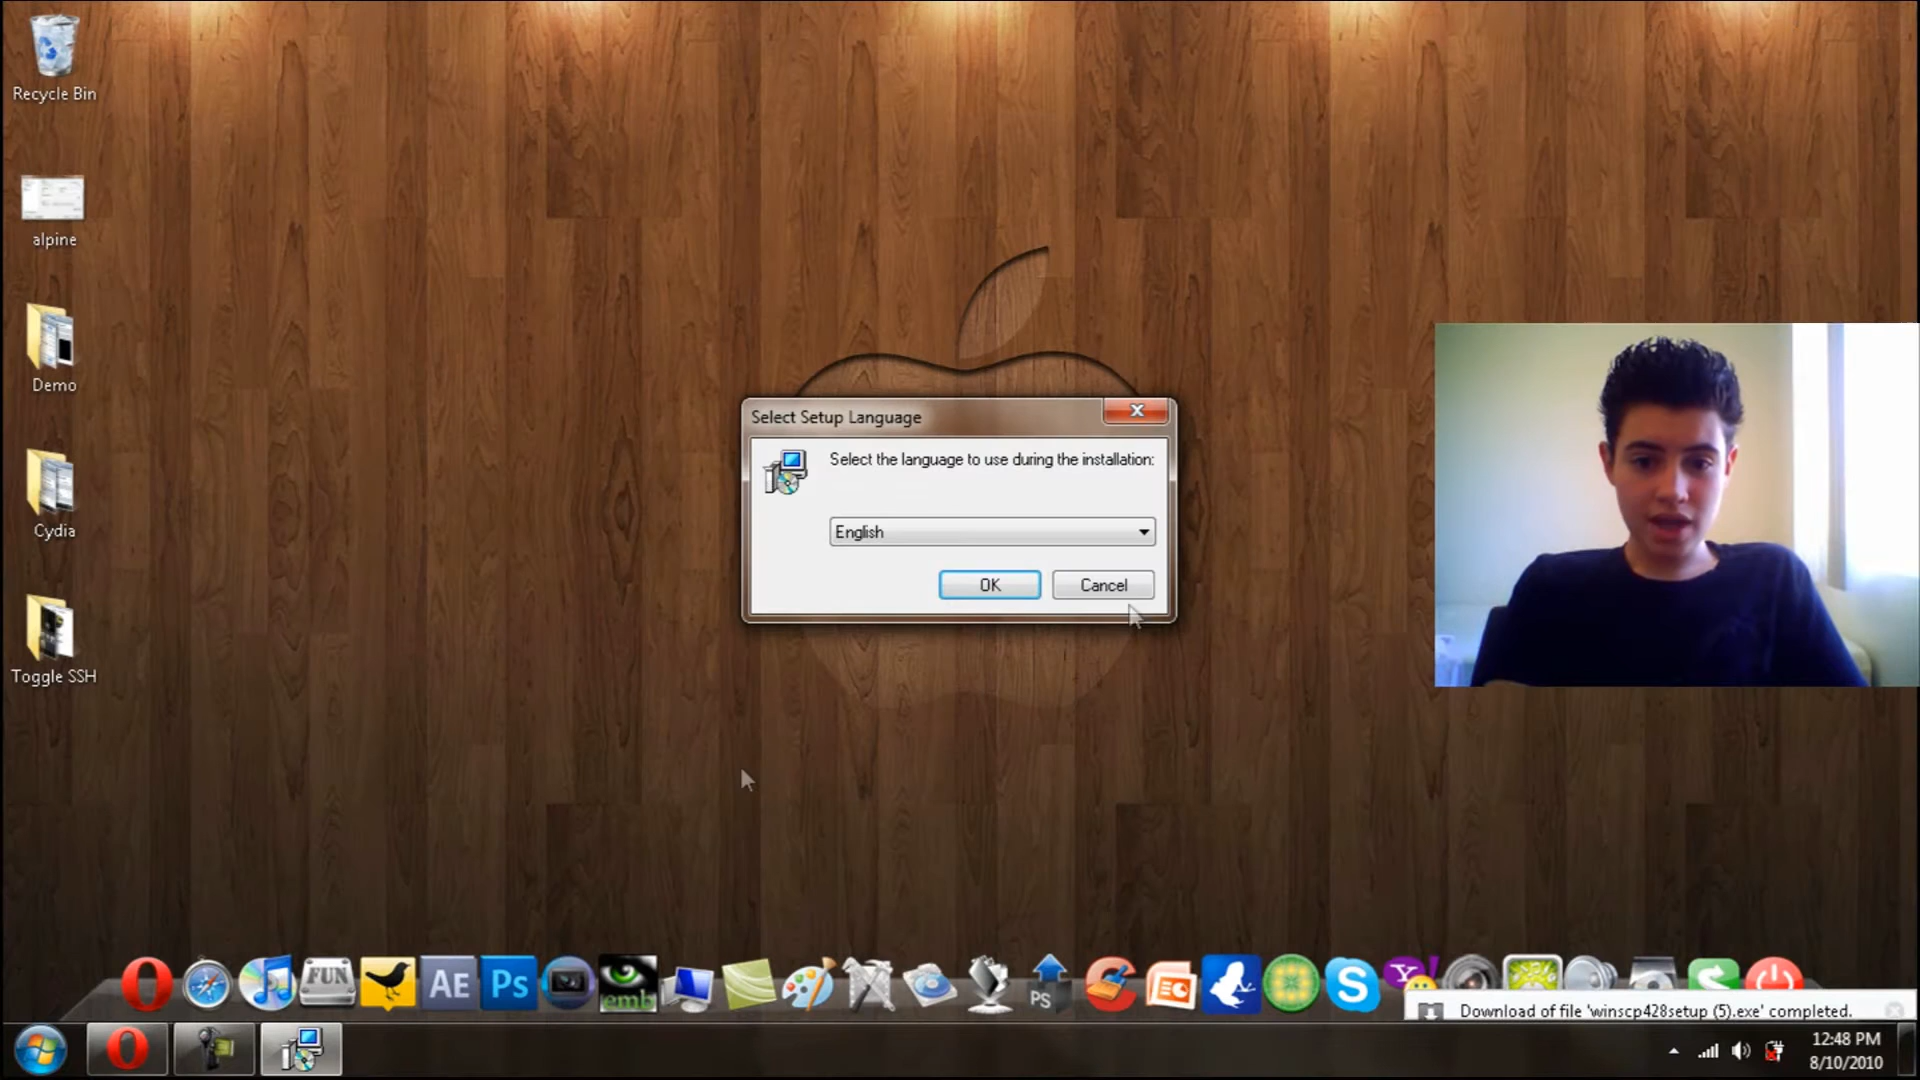 Recycle Bin
alpine
Demo
Cydia
Toggle SSH
Select Setup Language
Select the language to use during the installation:
English
OK
Cancel
FUN
AE
Ps
emb
PS
S
Y!
Download of file 'winscp428setup (5).exe' completed.
12:48 PM
8/10/2010